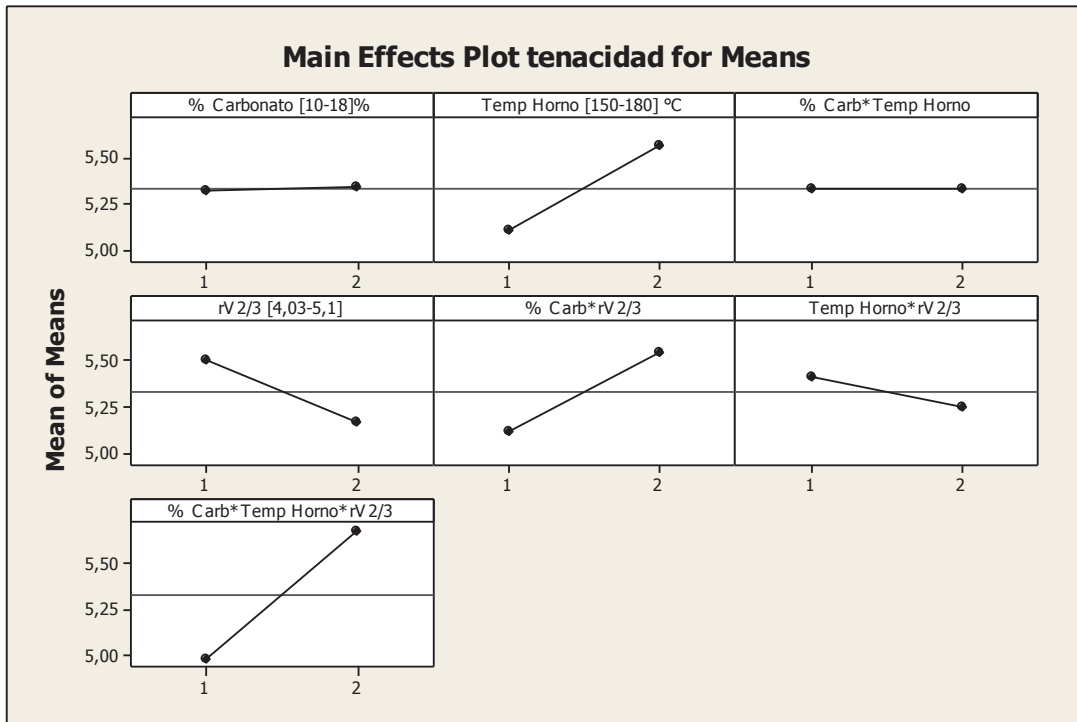 Main Effects Plot tenacidad for Means
% Carbonato [10-18]%
Temp Horno [150-180] ºC
% Carb*Temp Horno
5,50
5,25
5,00
1
2
1
2
1
2
rV 2/3 [4,03-5,1]
% Carb*rV 2/3
Temp Horno*rV 2/3
5,50
5,25
5,00
1
2
1
2
1
2
% Carb*Temp Horno*rV 2/3
5,50
5,25
5,00
1
2
Mean of Means